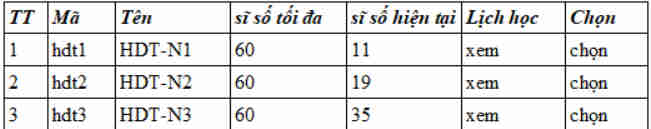 TT Mã Tên sĩ số tối đa sĩ số hiện tại Lịch học Chọn
1 hdt1 HDT-N1 60 11 xem chọn
2 hdt2 HDT-N2 60 19 xem chọn
3 hdt3 HDT-N3 60 35 xem chọn